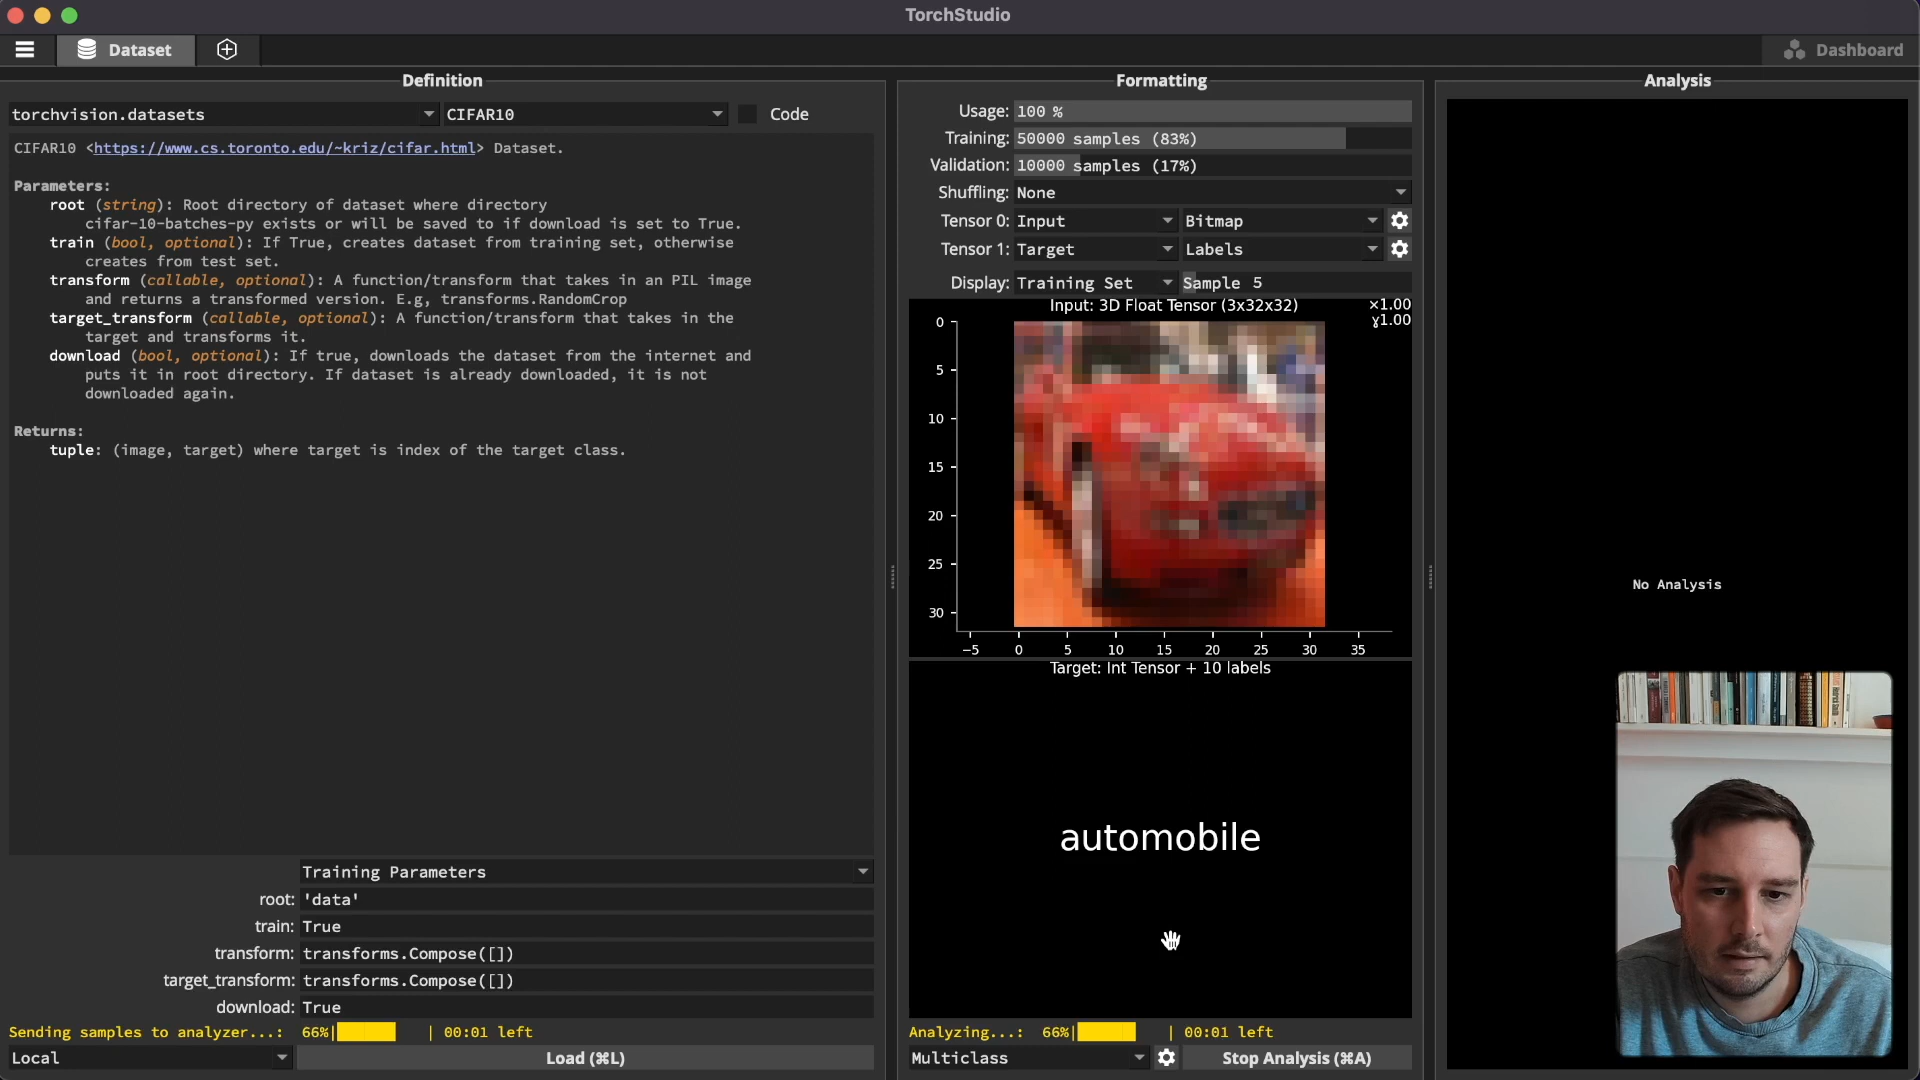 TorchStudio
Dataset
Dashboard
Definition
torchvision.datasets
CIFAR10
Code
CIFAR10 <https://www.cs.toronto.edu/~kriz/cifar.html> Dataset.
Parameters:
root (string): Root directory of dataset where directory
cifar-10-batches-py exists or will be saved to if download is set to True.
train (bool, optional): If True, creates dataset from training set, otherwise
creates from test set.
transform (callable, optional): A function/transform that takes in an PIL image
and returns a transformed version. E.g, transforms.RandomCrop
target_transform (callable, optional): A function/transform that takes in the
target and transforms it.
download (bool, optional): If true, downloads the dataset from the internet and
puts it in root directory. If dataset is already downloaded, it is not
downloaded again.
Returns:
tuple: (image, target) where target is index of the target class.
Training Parameters
root: 'data'
train: True
transform: transforms.Compose([])
target_transform: transforms.Compose([])
download: True
Sending samples to analyzer...: 66%| | 00:01 left
Local
Load (⌘L)
Formatting
Usage: 100 %
Training: 50000 samples (83%)
Validation: 10000 samples (17%)
Shuffling: None
Tensor 0: Input Bitmap
Tensor 1: Target Labels
Display: Training Set Sample 5
Input: 3D Float Tensor (3x32x32)
×1.00
γ1.00
0
5
10
15
20
25
30
−5 0 5 10 15 20 25 30 35
Target: Int Tensor + 10 labels
automobile
Analyzing...: 66%| | 00:01 left
Multiclass
Stop Analysis (⌘A)
Analysis
No Analysis